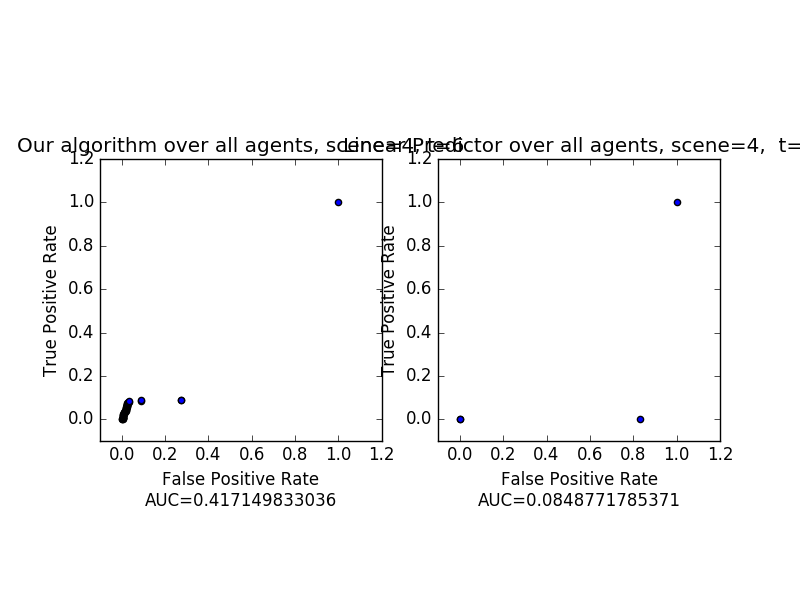 Our algorithm over all agents, scene=4, t=6
Linear Predictor over all agents, scene=4, t=
1.2
1.0
0.8
0.6
0.4
0.2
0.0
True Positive Rate
0.0 0.2 0.4 0.6 0.8 1.0 1.2
False Positive Rate
AUC=0.417149833036
1.2
1.0
0.8
0.6
0.4
0.2
0.0
True Positive Rate
0.0 0.2 0.4 0.6 0.8 1.0 1.2
False Positive Rate
AUC=0.0848771785371